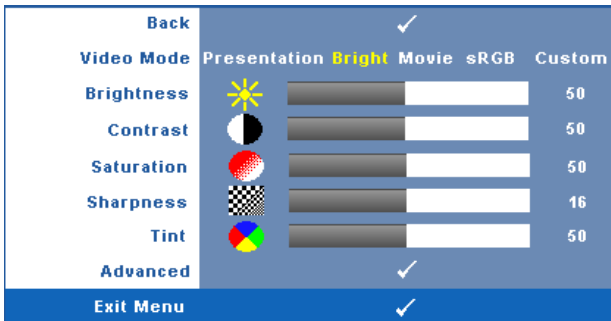 Back
Video Mode Presentation Bright Movie sRGB Custom
Brightness 50
Contrast 50
Saturation 50
Sharpness 16
Tint 50
Advanced
Exit Menu